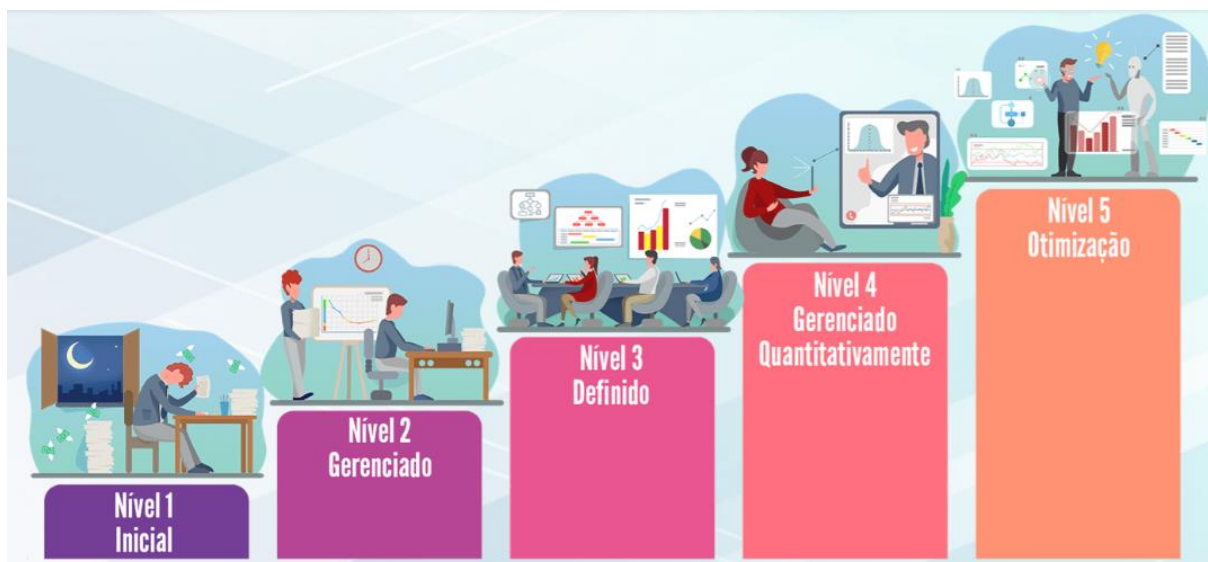 Nível 1
Inicial
Nível 2
Gerenciado
Nível 3
Definido
Nível 4
Gerenciado
Quantitativamente
Nível 5
Otimização